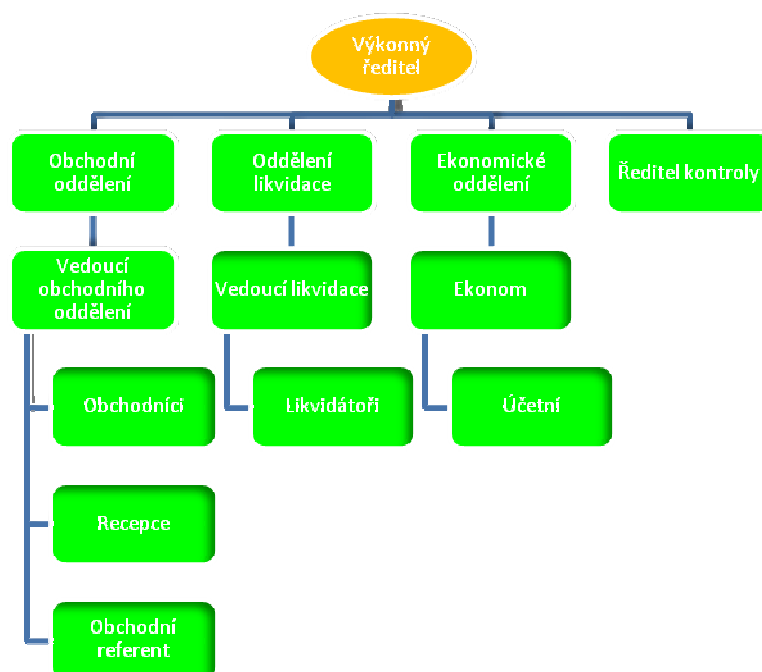 Výkonný
ředitel
Obchodní
oddělení
Oddělení
likvidace
Ekonomické
oddělení
Ředitel kontroly
Vedoucí
obchodního
oddělení
Vedoucí likvidace
Ekonom
Obchodníci
Likvidátoři
Účetní
Recepce
Obchodní
referent